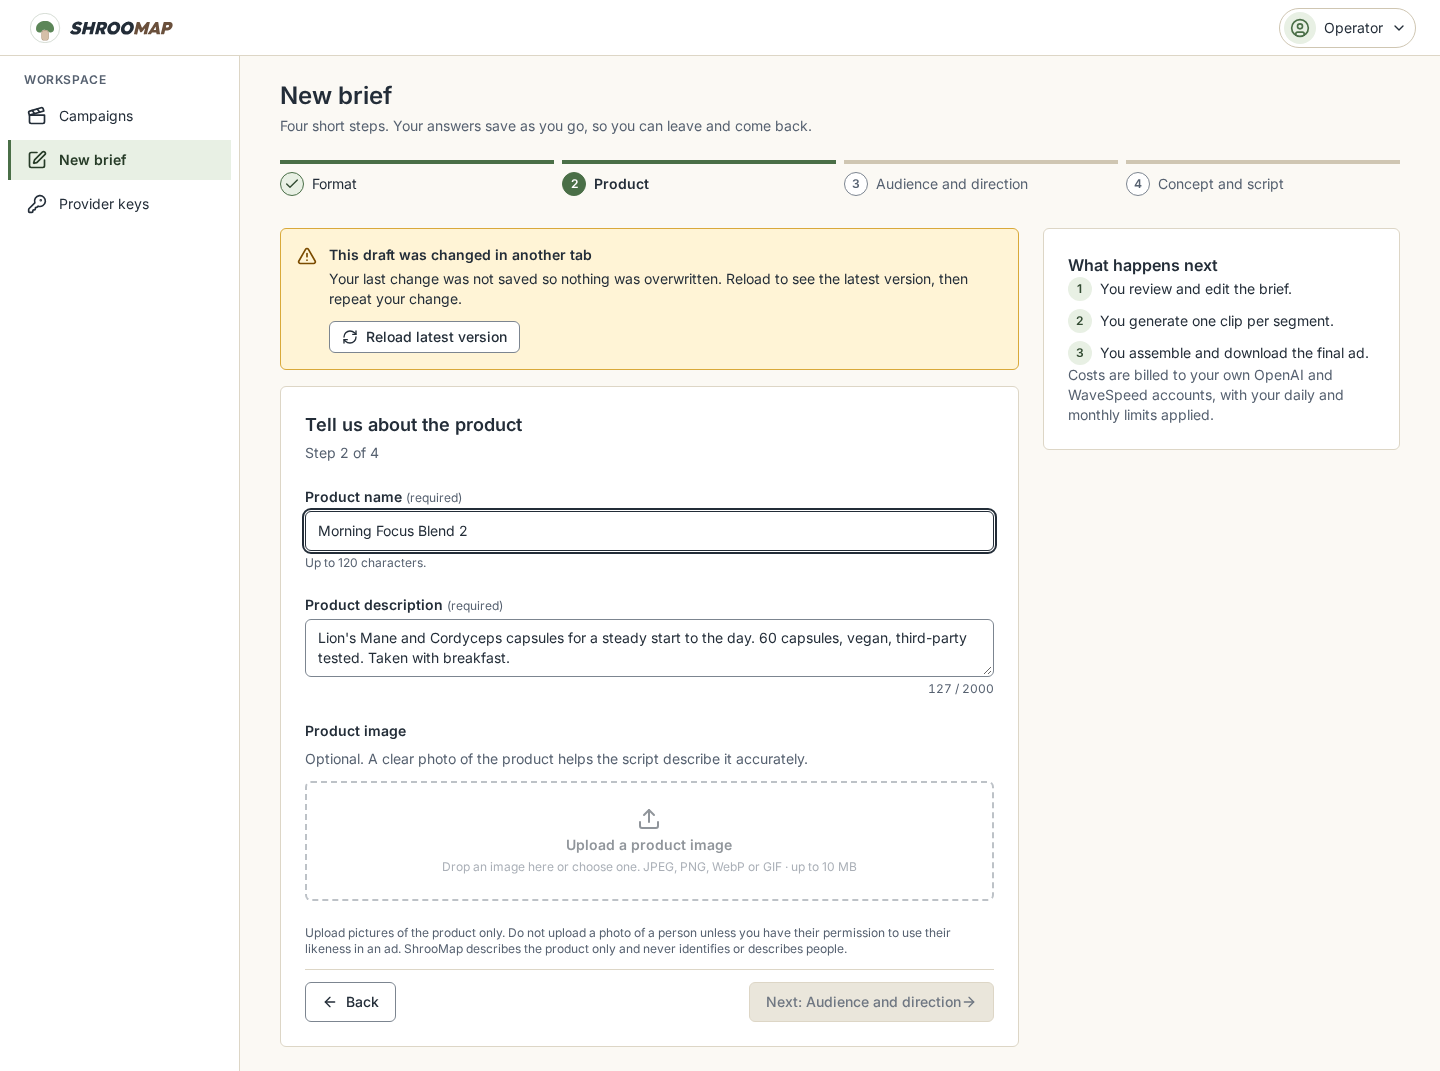 SHROOMAP
Operator
WORKSPACE
Campaigns
New brief
Provider keys
New brief
Four short steps. Your answers save as you go, so you can leave and come back.
Format
2 Product
3 Audience and direction
4 Concept and script
This draft was changed in another tab
Your last change was not saved so nothing was overwritten. Reload to see the latest version, then
repeat your change.
Reload latest version
Tell us about the product
Step 2 of 4
Product name (required)
Morning Focus Blend 2
Up to 120 characters.
Product description (required)
Lion's Mane and Cordyceps capsules for a steady start to the day. 60 capsules, vegan, third-party
tested. Taken with breakfast.
127 / 2000
Product image
Optional. A clear photo of the product helps the script describe it accurately.
Upload a product image
Drop an image here or choose one. JPEG, PNG, WebP or GIF · up to 10 MB
Upload pictures of the product only. Do not upload a photo of a person unless you have their permission to use their
likeness in an ad. ShrooMap describes the product only and never identifies or describes people.
Back
Next: Audience and direction
What happens next
1 You review and edit the brief.
2 You generate one clip per segment.
3 You assemble and download the final ad.
Costs are billed to your own OpenAI and
WaveSpeed accounts, with your daily and
monthly limits applied.